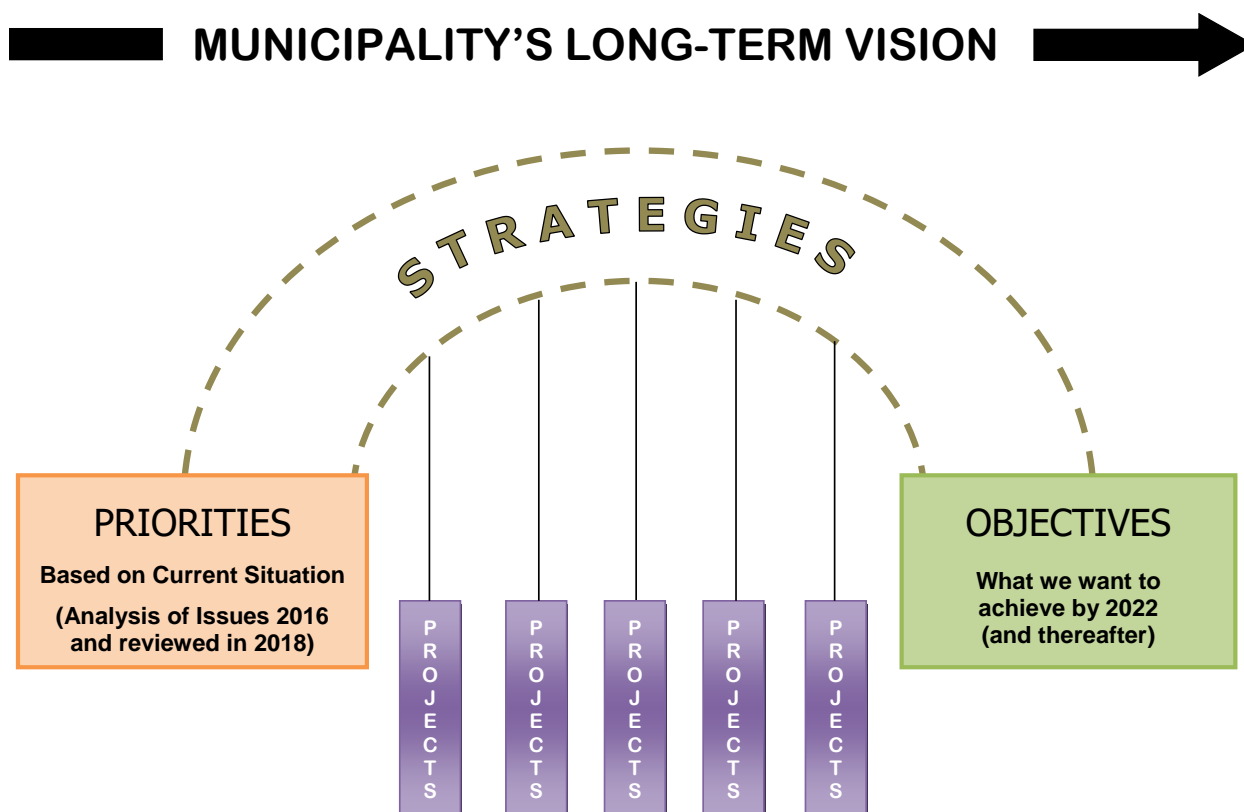 MUNICIPALITY’S LONG-TERM VISION
STRATEGIES
PRIORITIES
Based on Current Situation
(Analysis of Issues 2016
and reviewed in 2018)
OBJECTIVES
What we want to
achieve by 2022
(and thereafter)
PROJECTS
PROJECTS
PROJECTS
PROJECTS
PROJECTS